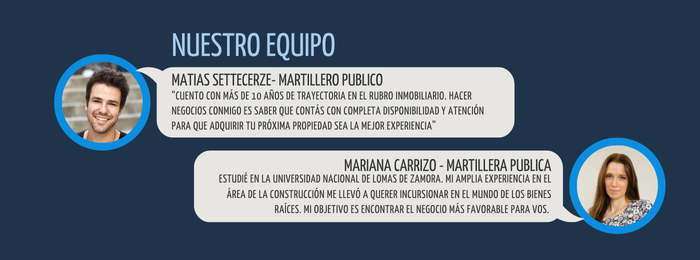 NUESTRO EQUIPO
MATIAS SETTECERZE- MARTILLERO PUBLICO
"CUENTO CON MÁS DE 10 AÑOS DE TRAYECTORIA EN EL RUBRO INMOBILIARIO. HACER
NEGOCIOS CONMIGO ES SABER QUE CONTÁS CON COMPLETA DISPONIBILIDAD Y ATENCIÓN
PARA QUE ADQUIRIR TU PRÓXIMA PROPIEDAD SEA LA MEJOR EXPERIENCIA"
MARIANA CARRIZO - MARTILLERA PUBLICA
ESTUDIÉ EN LA UNIVERSIDAD NACIONAL DE LOMAS DE ZAMORA. MI AMPLIA EXPERIENCIA EN EL
ÁREA DE LA CONSTRUCCIÓN ME LLEVÓ A QUERER INCURSIONAR EN EL MUNDO DE LOS BIENES
RAÍCES. MI OBJETIVO ES ENCONTRAR EL NEGOCIO MÁS FAVORABLE PARA VOS.